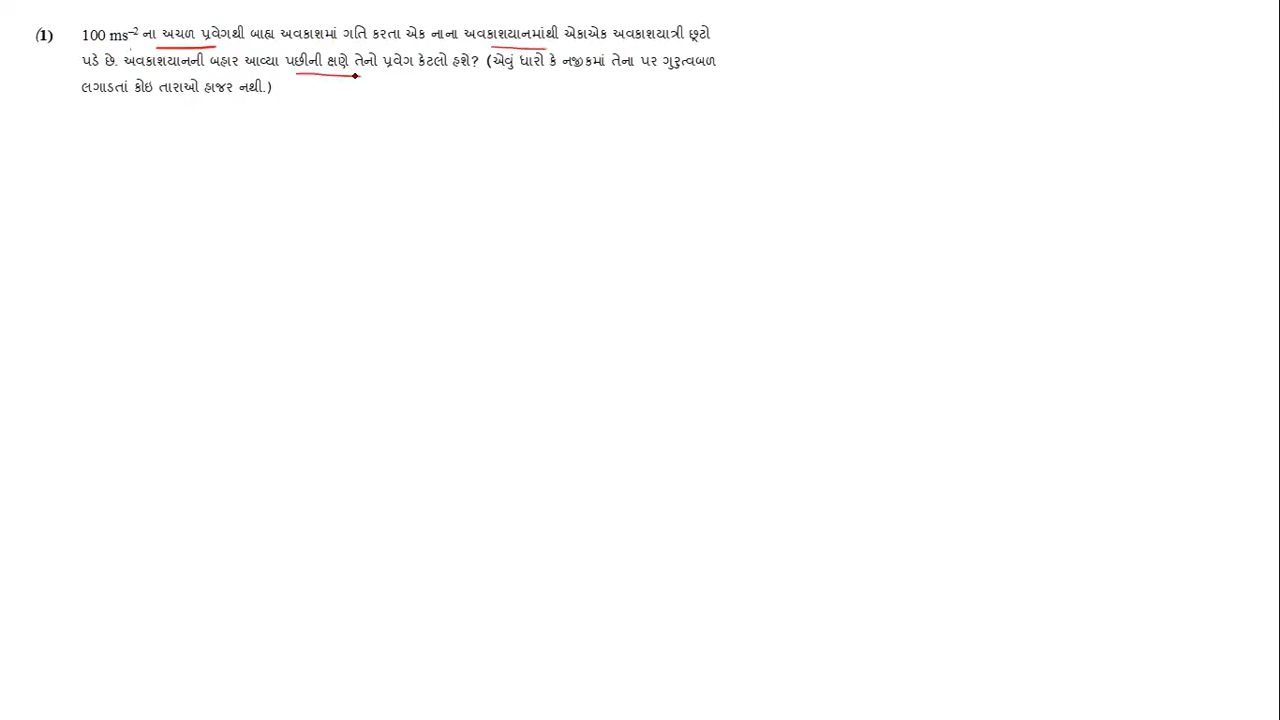 (1) 100 ms⁻² ના અચળ પ્રવેગથી બાહ્ય અવકાશમાં ગતિ કરતા એક નાના અવકાશયાનમાંથી એકાએક અવકાશયાત્રી છૂટો
પડે છે. અવકાશયાનની બહાર આવ્યા પછીની ક્ષણે તેનો પ્રવેગ કેટલો હશે? (એવું ધારો કે નજીકમાં તેના પર ગુરુત્વબળ
લગાડતાં કોઇ તારાઓ હાજર નથી.)